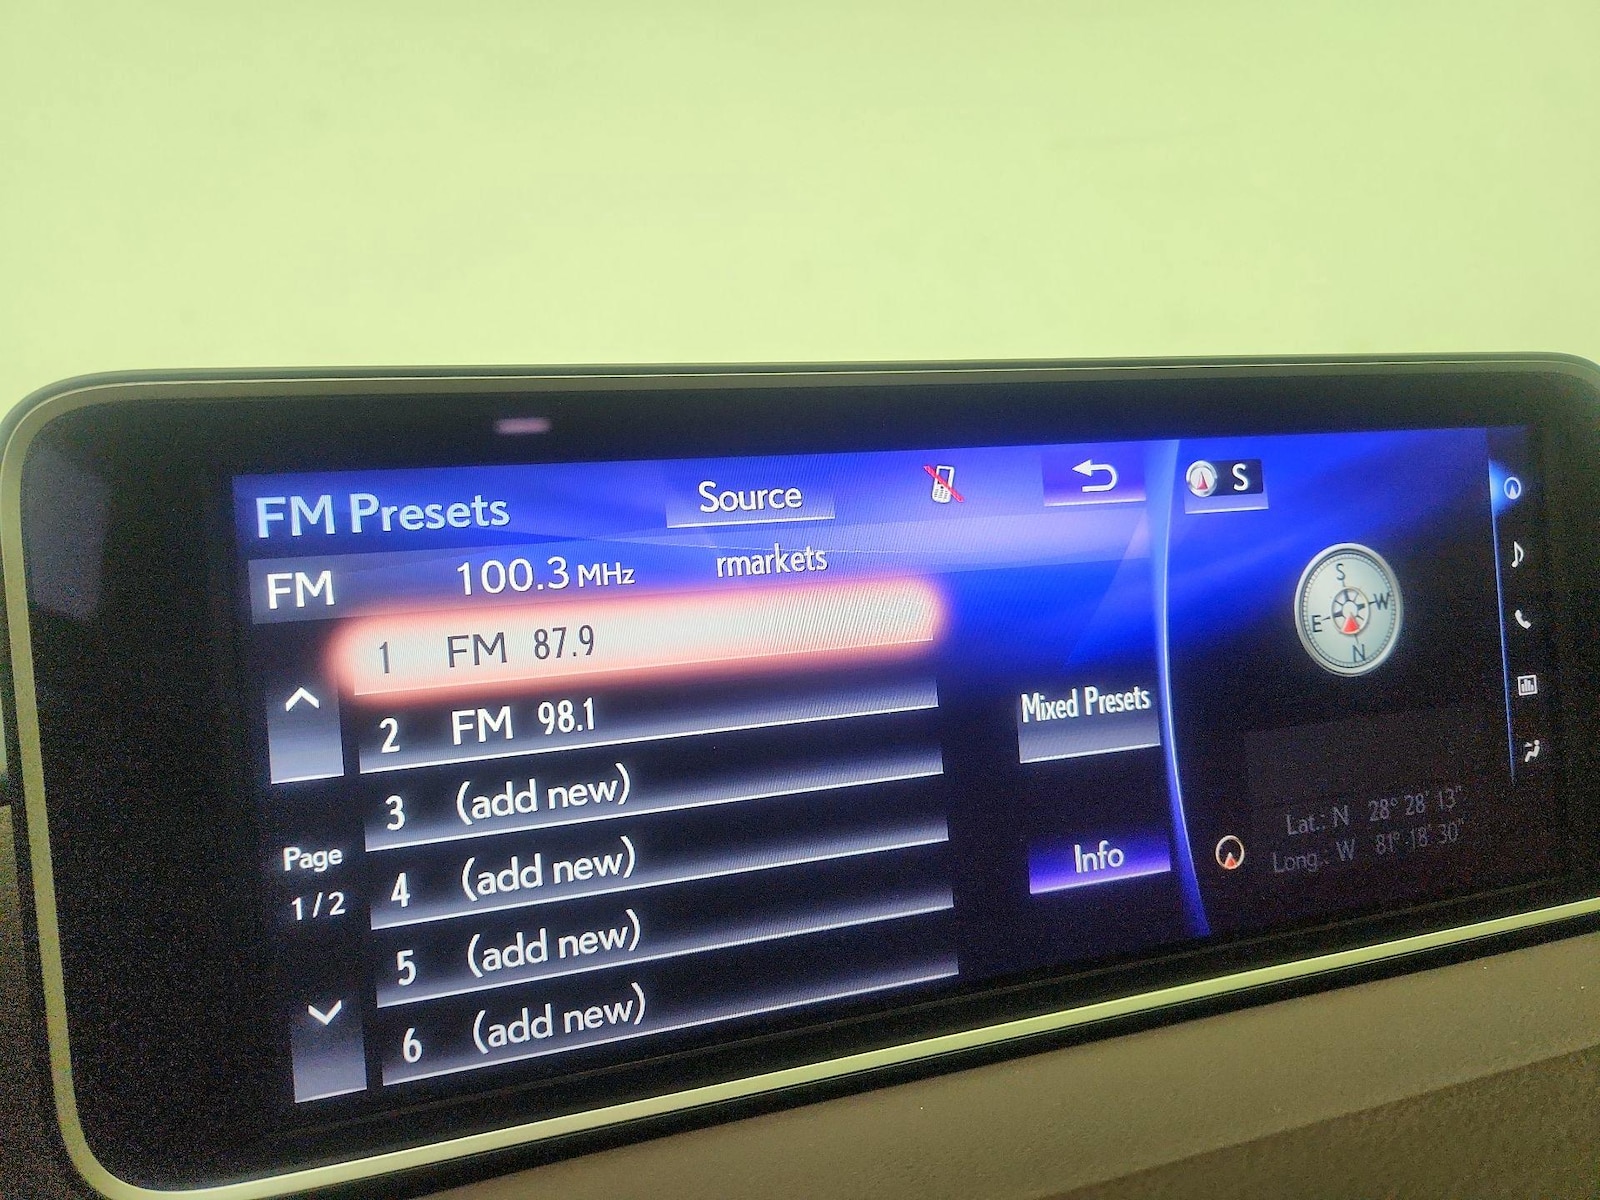 FM Presets
Source
S
FM 100.3 MHz rmarkets
1 FM 87.9
2 FM 98.1
3 (add new)
4 (add new)
5 (add new)
6 (add new)
Page
1 / 2
Mixed Presets
Info
S
E W
N
Lat.: N 28° 28' 13"
Long.: W 81° 18' 30"